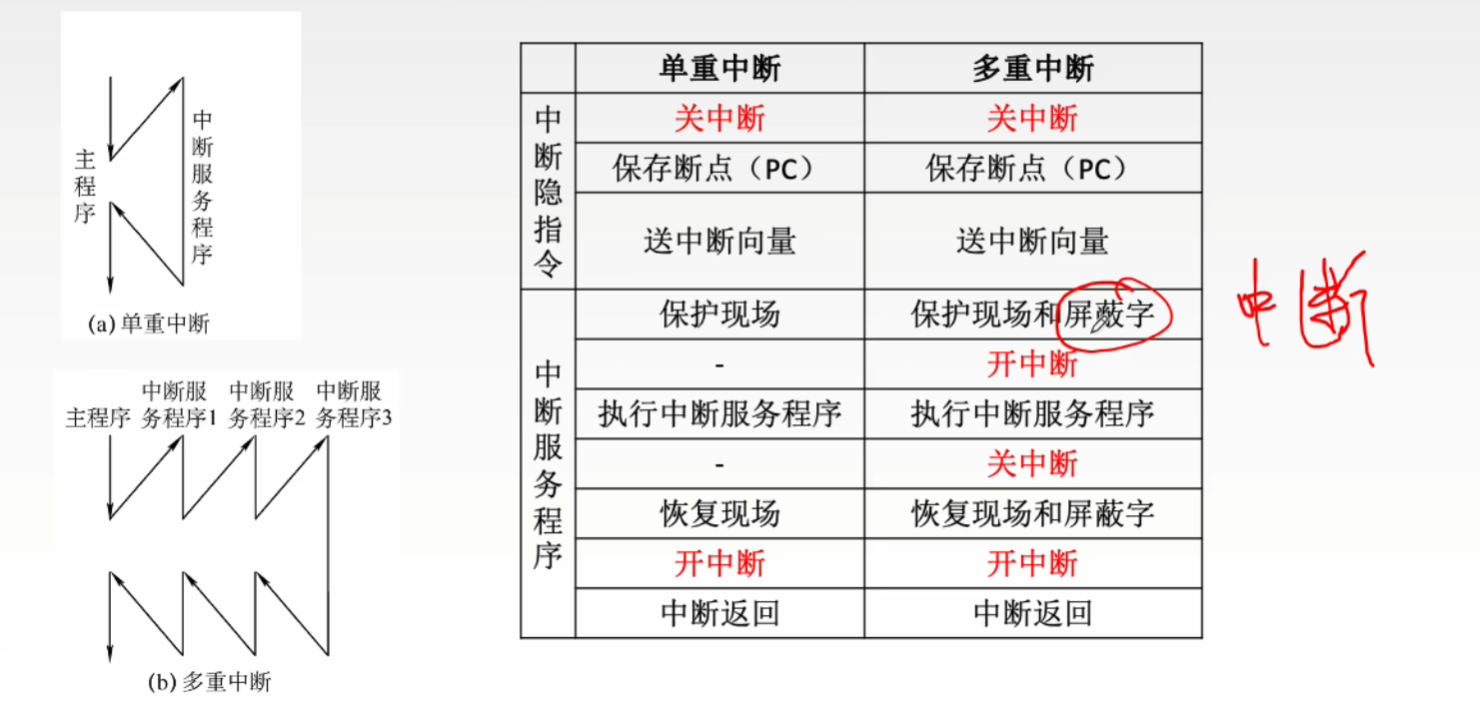 主程序
中断服务程序
(a) 单重中断
主程序
中断服务程序1
中断服务程序2
中断服务程序3
(b) 多重中断
单重中断 多重中断
中断隐指令
关中断 关中断
保存断点（PC） 保存断点（PC）
送中断向量 送中断向量
中断服务程序
保护现场 保护现场和屏蔽字
- 开中断
执行中断服务程序 执行中断服务程序
- 关中断
恢复现场 恢复现场和屏蔽字
开中断 开中断
中断返回 中断返回
中断